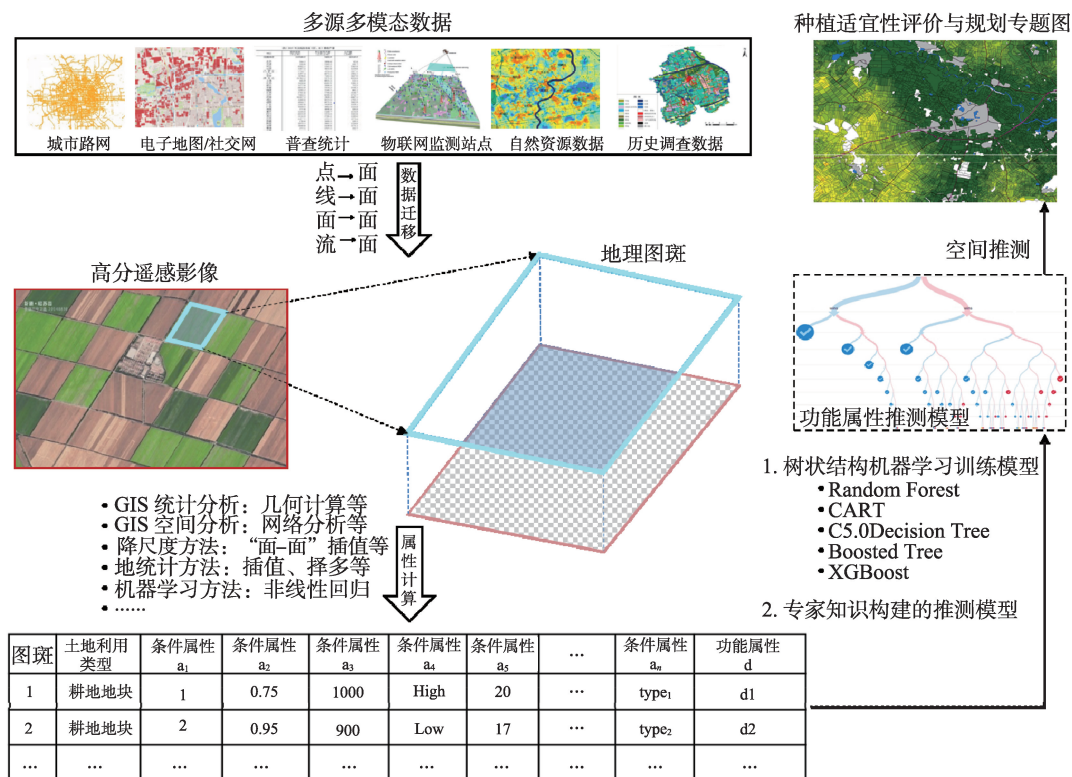 多源多模态数据
城市路网
电子地图/社交网
普查统计
物联网监测站点
自然资源数据
历史调查数据
点→面
线→面
面→面
流→面
数据迁移
高分遥感影像
地理图斑
GIS 统计分析：几何计算等
GIS 空间分析：网络分析等
降尺度方法：“面–面”插值等
地统计方法：插值、择多等
机器学习方法：非线性回归
……
属性计算
图斑 土地利用类型 条件属性a₁ 条件属性a₂ 条件属性a₃ 条件属性a₄ 条件属性a₅ … 条件属性aₙ 功能属性d
1 耕地地块 1 0.75 1000 High 20 … type₁ d1
2 耕地地块 2 0.95 900 Low 17 … type₂ d2
… … … … … … … … … …
种植适宜性评价与规划专题图
空间推测
功能属性推测模型
1. 树状结构机器学习训练模型
•Random Forest
•CART
•C5.0Decision Tree
•Boosted Tree
•XGBoost
2. 专家知识构建的推测模型